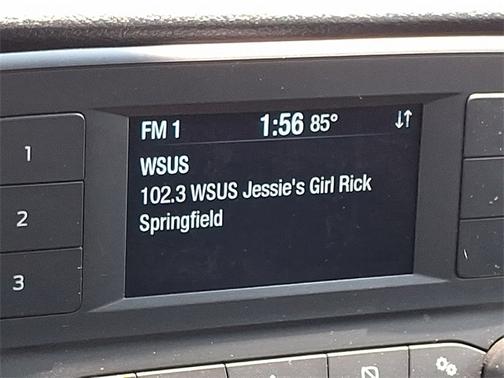 FM 1 1:56 85°
WSUS
102.3 WSUS Jessie's Girl Rick
Springfield
1
2
3